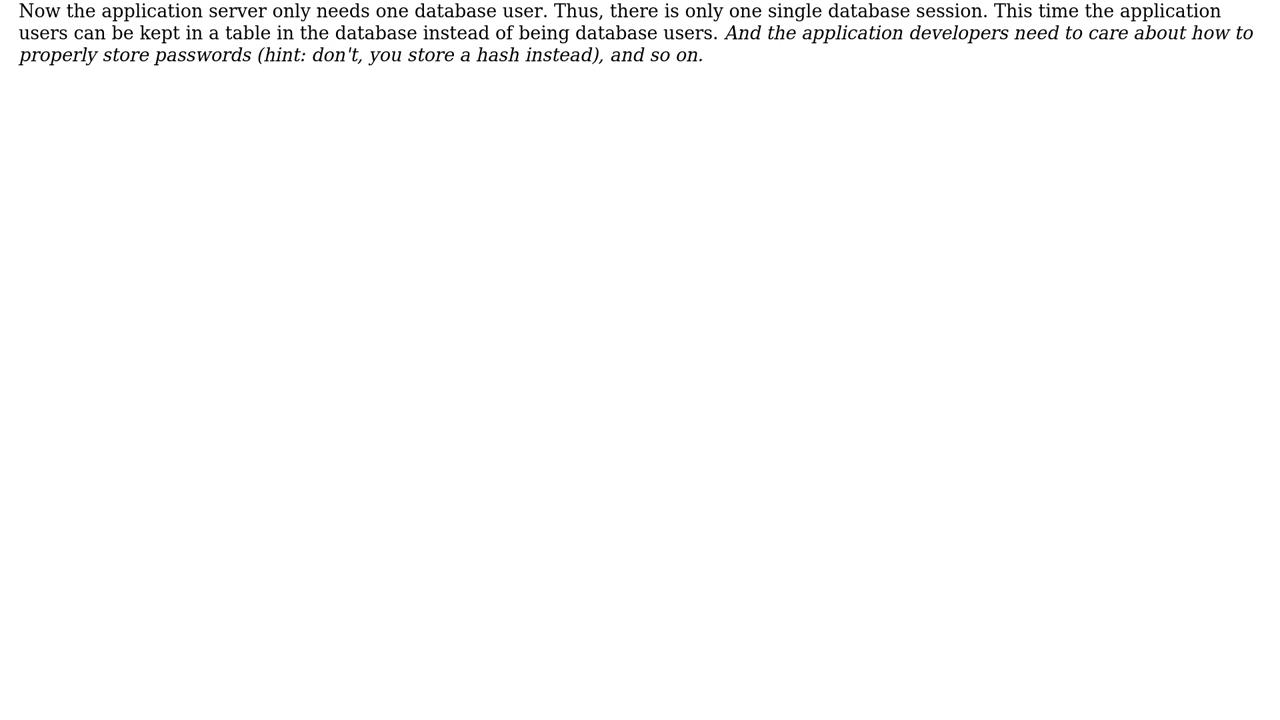 Now the application server only needs one database user. Thus, there is only one single database session. This time the application
users can be kept in a table in the database instead of being database users. And the application developers need to care about how to
properly store passwords (hint: don't, you store a hash instead), and so on.